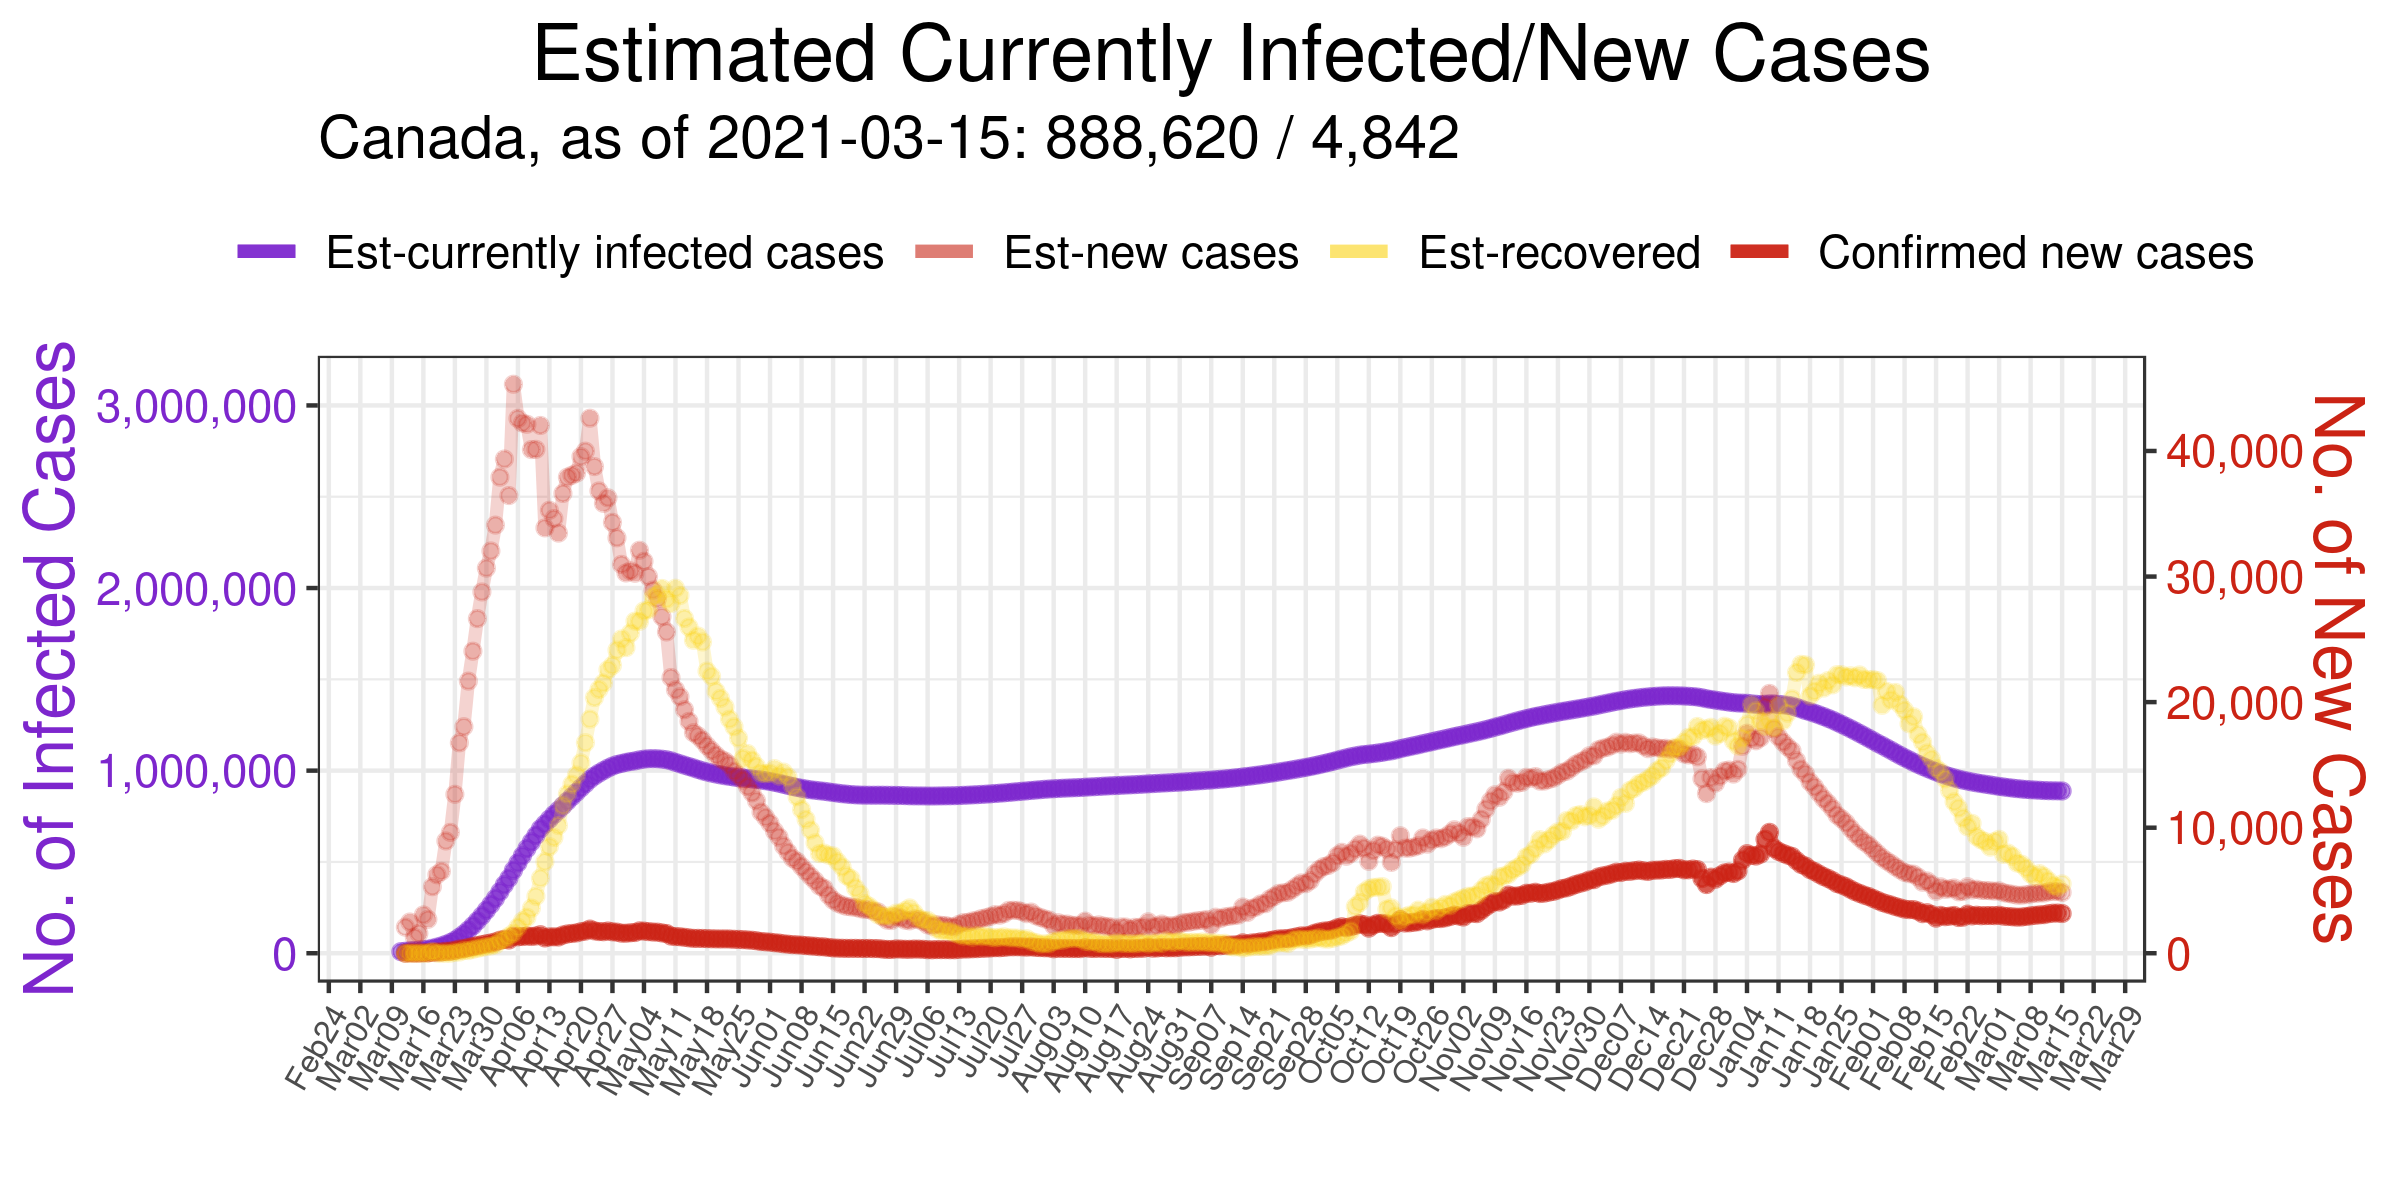 Estimated Currently Infected/New Cases
Canada, as of 2021-03-15: 888,620 / 4,842
Est-currently infected cases Est-new cases Est-recovered Confirmed new cases
No. of Infected Cases
3,000,000
2,000,000
1,000,000
0
No. of New Cases
40,000
30,000
20,000
10,000
0
Feb24 Mar02 Mar09 Mar16 Mar23 Mar30 Apr06 Apr13 Apr20 Apr27 May04 May11 May18 May25 Jun01 Jun08 Jun15 Jun22 Jun29 Jul06 Jul13 Jul20 Jul27 Aug03 Aug10 Aug17 Aug24 Aug31 Sep07 Sep14 Sep21 Sep28 Oct05 Oct12 Oct19 Oct26 Nov02 Nov09 Nov16 Nov23 Nov30 Dec07 Dec14 Dec21 Dec28 Jan04 Jan11 Jan18 Jan25 Feb01 Feb08 Feb15 Feb22 Mar01 Mar08 Mar15 Mar22 Mar29